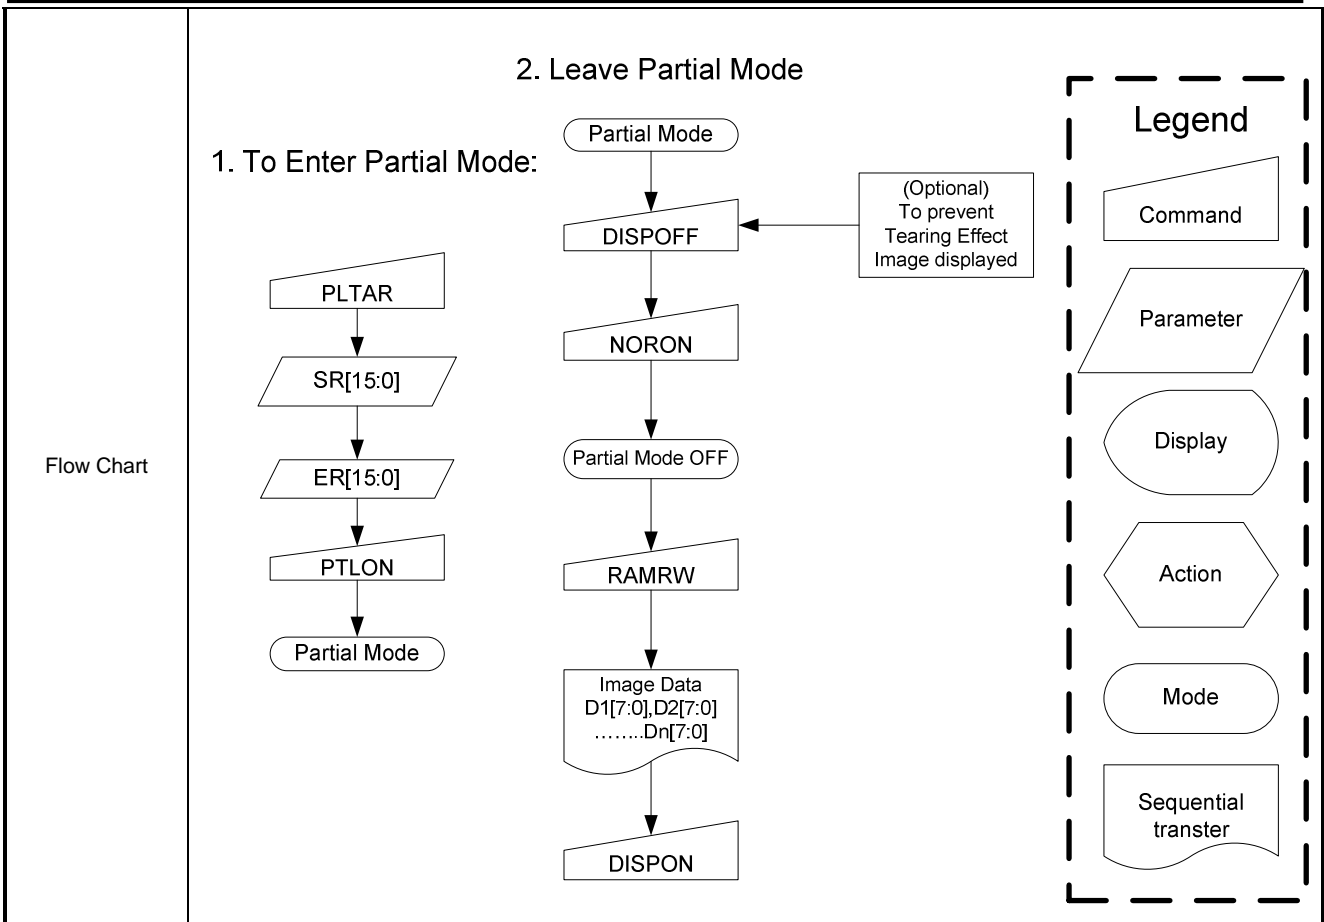 Flow Chart
1. To Enter Partial Mode:
PLTAR
SR[15:0]
ER[15:0]
PTLON
Partial Mode
2. Leave Partial Mode
Partial Mode
DISPOFF
(Optional)
To prevent
Tearing Effect
Image displayed
NORON
Partial Mode OFF
RAMRW
Image Data
D1[7:0],D2[7:0]
……..Dn[7:0]
DISPON
Legend
Command
Parameter
Display
Action
Mode
Sequential
transter